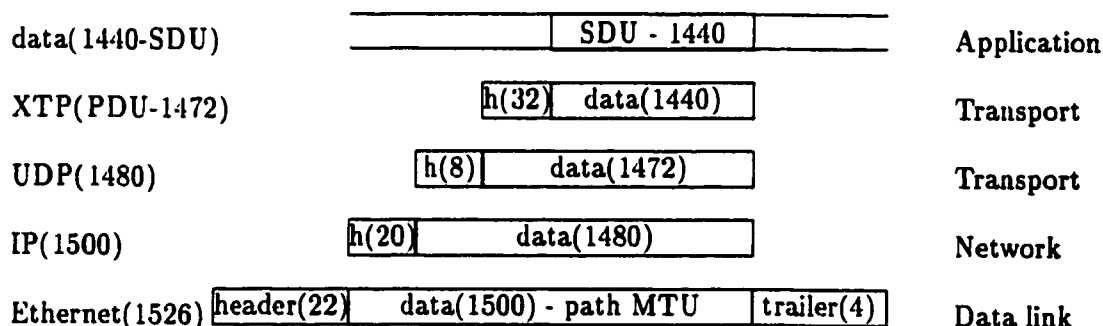 data(1440-SDU) SDU - 1440 Application
XTP(PDU-1472) h(32) data(1440) Transport
UDP(1480) h(8) data(1472) Transport
IP(1500) h(20) data(1480) Network
Ethernet(1526) header(22) data(1500) - path MTU trailer(4) Data link